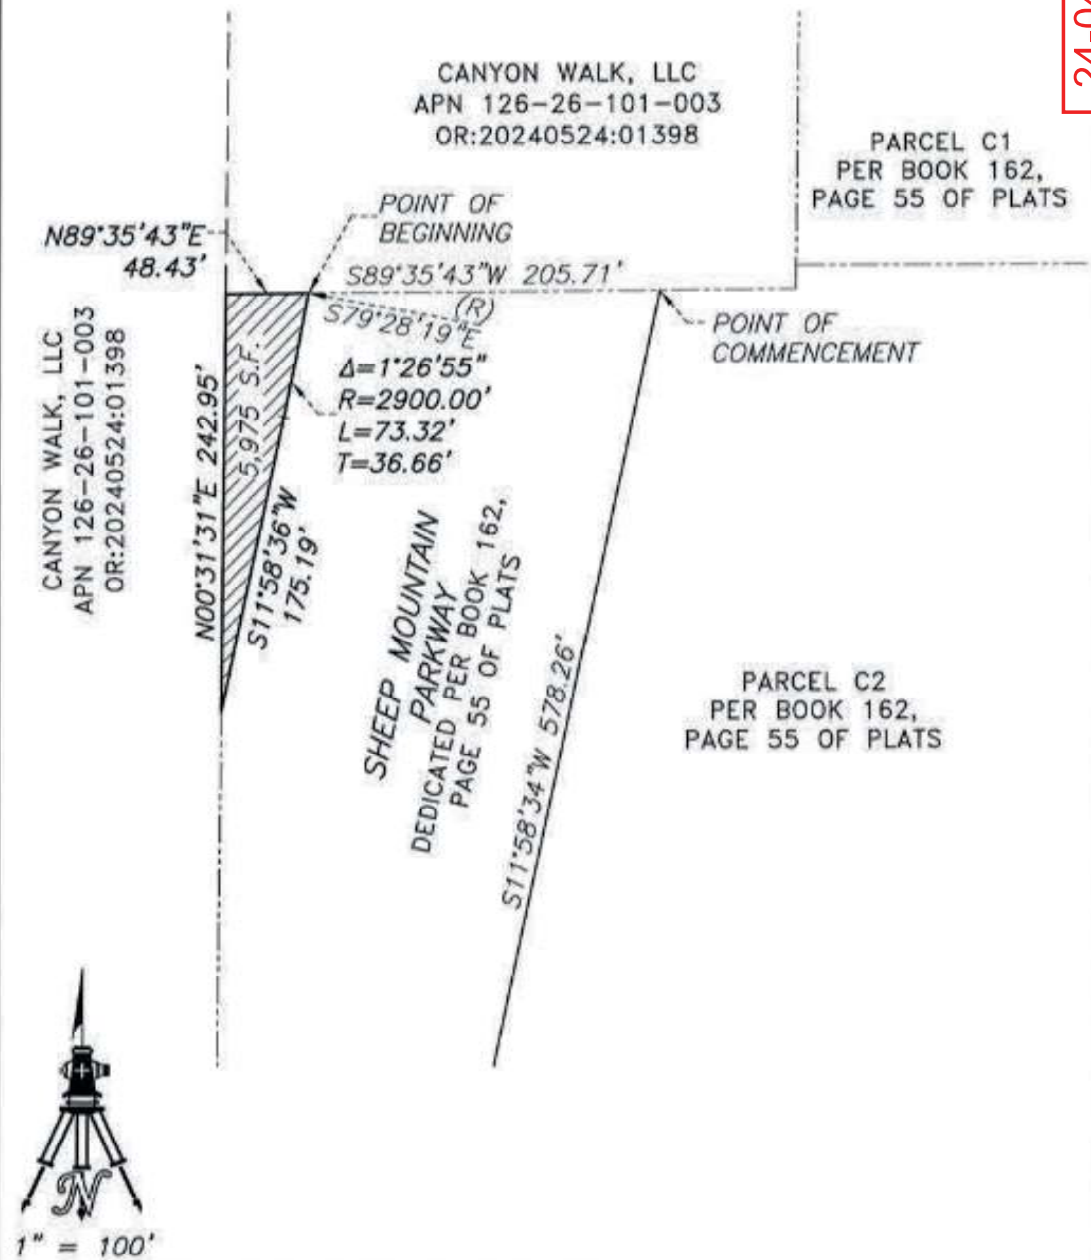 24-04
CANYON WALK, LLC
APN 126-26-101-003
OR:20240524:01398
PARCEL C1
PER BOOK 162,
PAGE 55 OF PLATS
POINT OF
BEGINNING
N89°35'43"E
48.43'
S89°35'43"W 205.71'
(R)
S79°28'19"E
POINT OF
COMMENCEMENT
Δ=1°26'55"
R=2900.00'
L=73.32'
T=36.66'
CANYON WALK, LLC
APN 126-26-101-003
OR:20240524:01398
N00°31'31"E 242.95'
5,975 S.F.
S11°58'36"W
175.19'
SHEEP MOUNTAIN
PARKWAY
DEDICATED PER BOOK 162,
PAGE 55 OF PLATS
S11°58'34"W 578.26'
PARCEL C2
PER BOOK 162,
PAGE 55 OF PLATS
N
1" = 100'